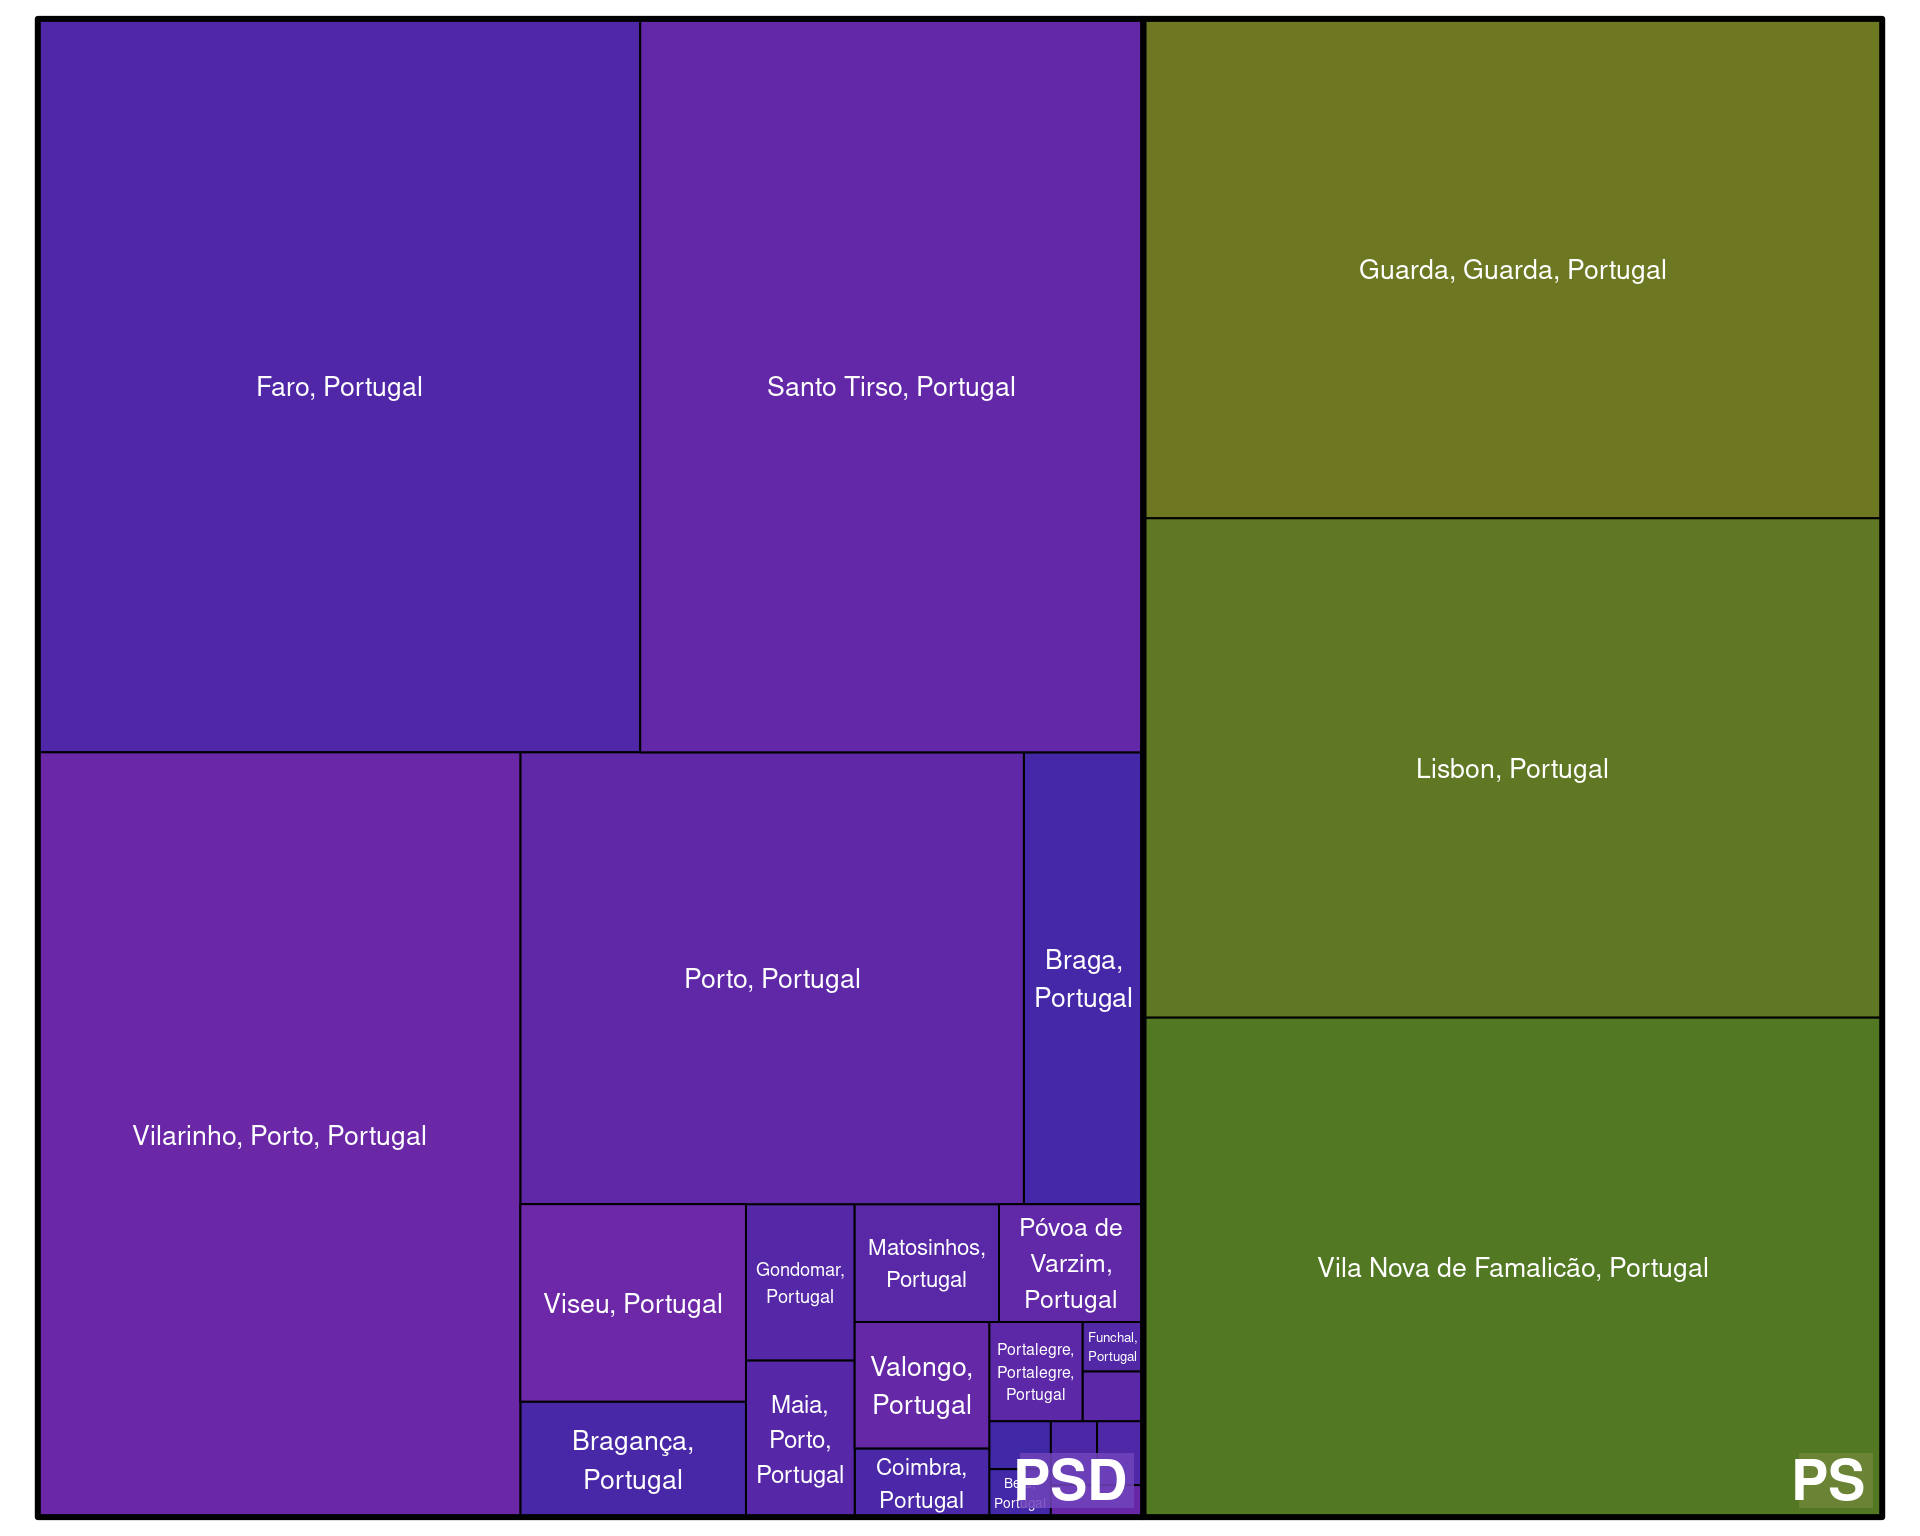 Faro, Portugal
Santo Tirso, Portugal
Guarda, Guarda, Portugal
Lisbon, Portugal
Vila Nova de Famalicão, Portugal
Vilarinho, Porto, Portugal
Porto, Portugal
Braga,
Portugal
Viseu, Portugal
Bragança,
Portugal
Gondomar,
Portugal
Maia,
Porto,
Portugal
Matosinhos,
Portugal
Póvoa de
Varzim,
Portugal
Valongo,
Portugal
Coimbra,
Portugal
Portalegre,
Portalegre,
Portugal
Funchal,
Portugal
Portugal
PSD
PS